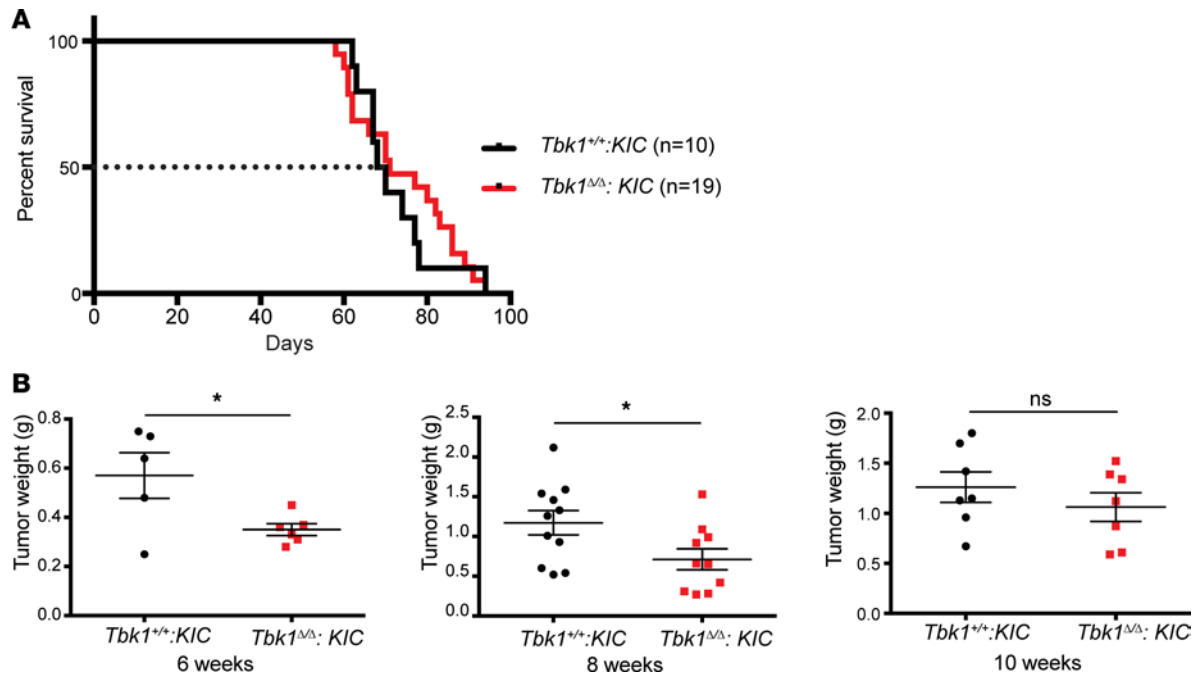 A
Percent survival
100
50
0
0 20 40 60 80 100
Days
Tbk1+/+:KIC (n=10)
Tbk1Δ/Δ: KIC (n=19)
B
Tumor weight (g)
0.8
0.6
0.4
0.2
0.0
*
Tbk1+/+:KIC Tbk1Δ/Δ: KIC
6 weeks
Tumor weight (g)
2.5
2.0
1.5
1.0
0.5
0.0
*
Tbk1+/+:KIC Tbk1Δ/Δ: KIC
8 weeks
Tumor weight (g)
2.0
1.5
1.0
0.5
0.0
ns
Tbk1+/+:KIC Tbk1Δ/Δ: KIC
10 weeks